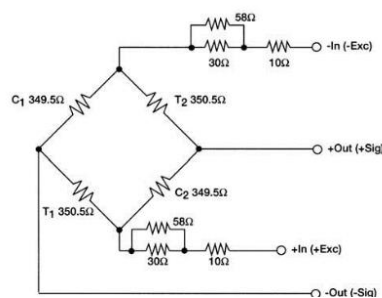 58Ω
-In (-Exc)
30Ω
10Ω
C₁ 349.5Ω
T₂ 350.5Ω
+Out (+Sig)
T₁ 350.5Ω
C₂ 349.5Ω
58Ω
+In (+Exc)
30Ω
10Ω
-Out (-Sig)